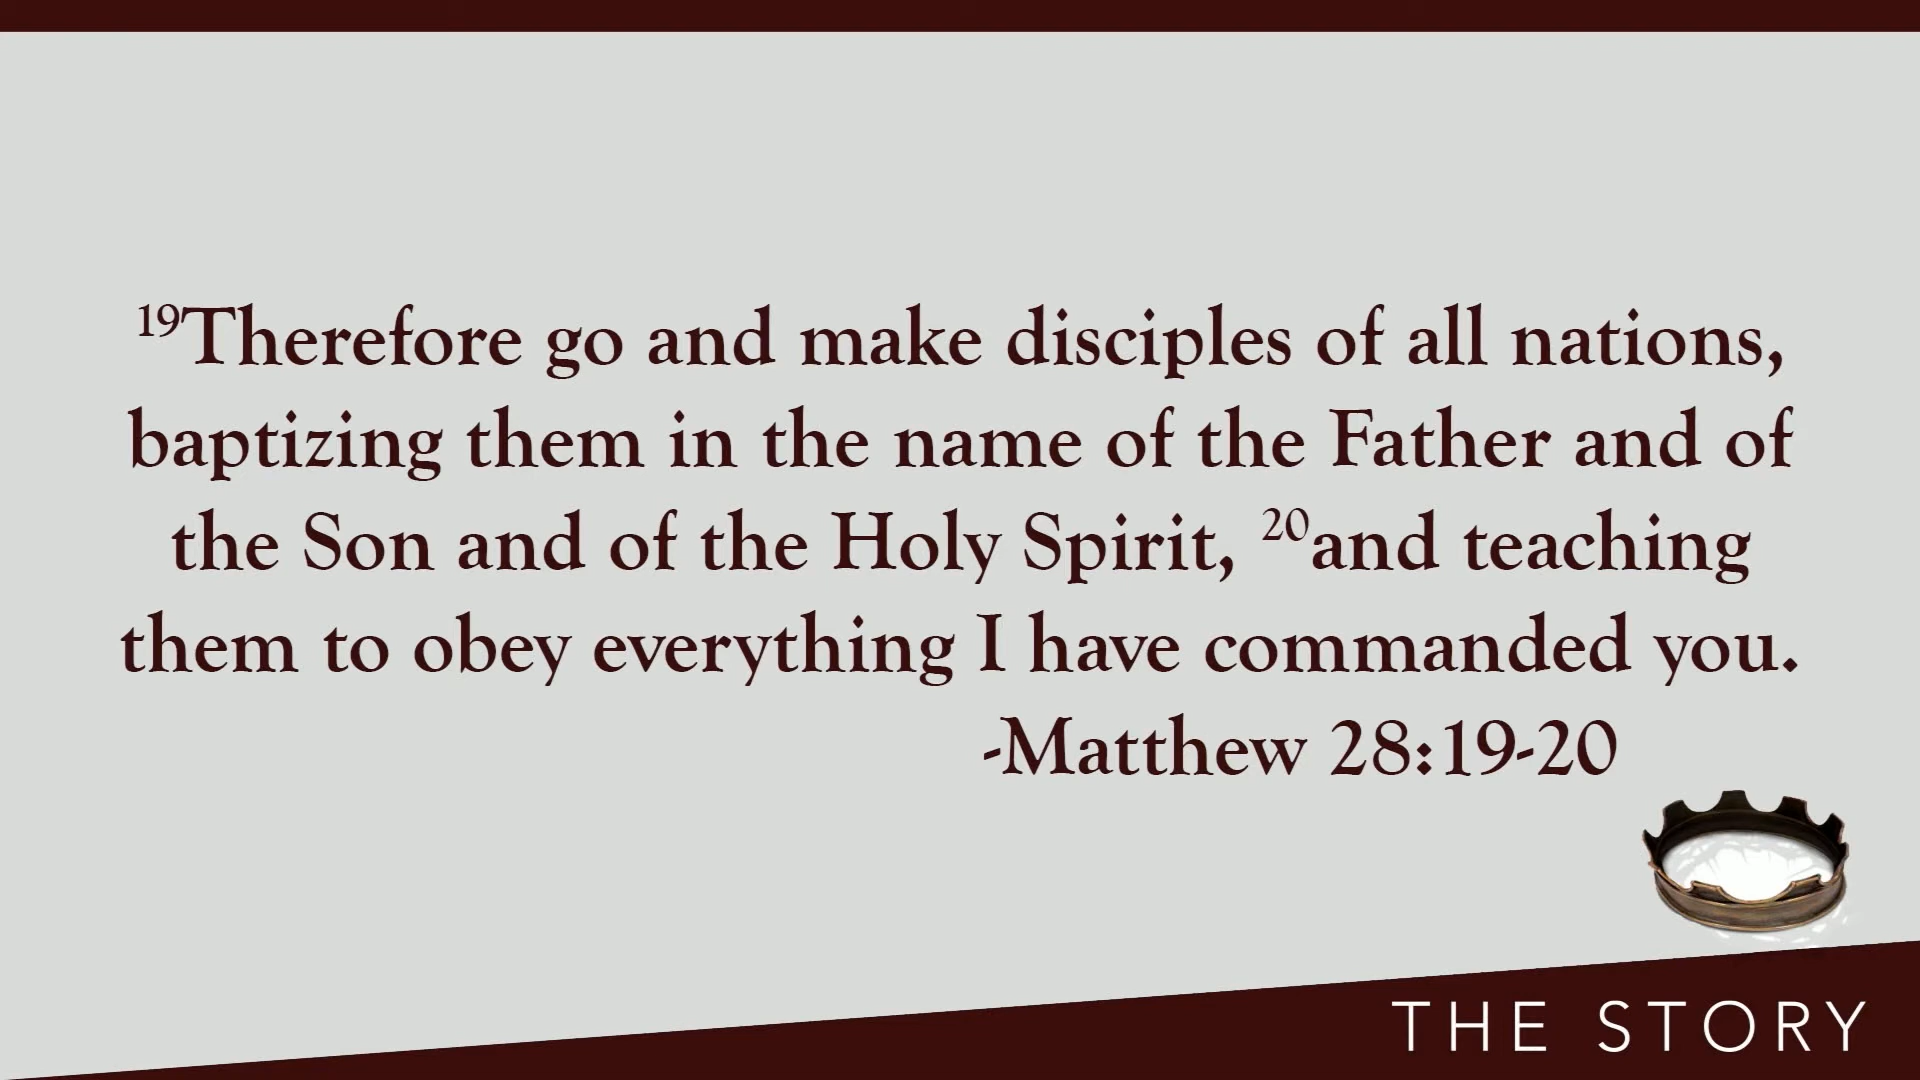 19Therefore go and make disciples of all nations,
baptizing them in the name of the Father and of
the Son and of the Holy Spirit, 20and teaching
them to obey everything I have commanded you.
-Matthew 28:19-20
THE STORY